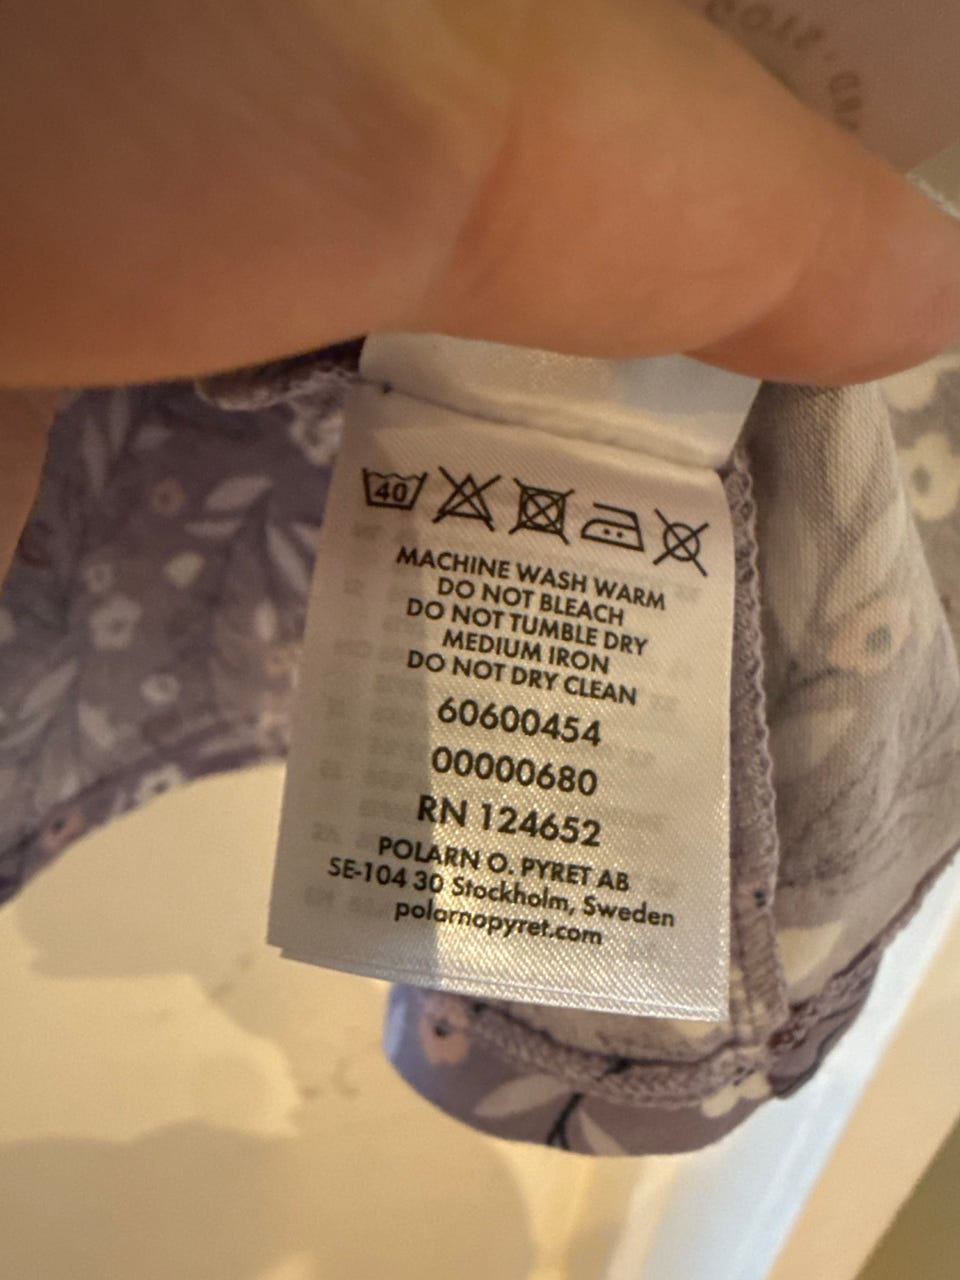 40
MACHINE WASH WARM
DO NOT BLEACH
DO NOT TUMBLE DRY
MEDIUM IRON
DO NOT DRY CLEAN
60600454
00000680
RN 124652
POLARN O. PYRET AB
SE-104 30 Stockholm, Sweden
polarnopyret.com